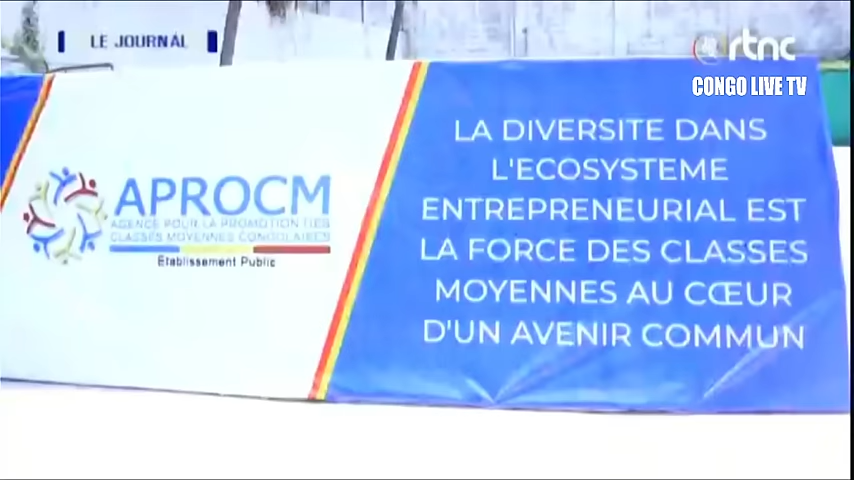 LE JOURNAL
rtnc
CONGO LIVE TV
APROCM
AGENCE POUR LA PROMOTION DES
CLASSES MOYENNES CONGOLAISES
Etablissement Public
LA DIVERSITE DANS
L'ECOSYSTEME
ENTREPRENEURIAL EST
LA FORCE DES CLASSES
MOYENNES AU CŒUR
D'UN AVENIR COMMUN